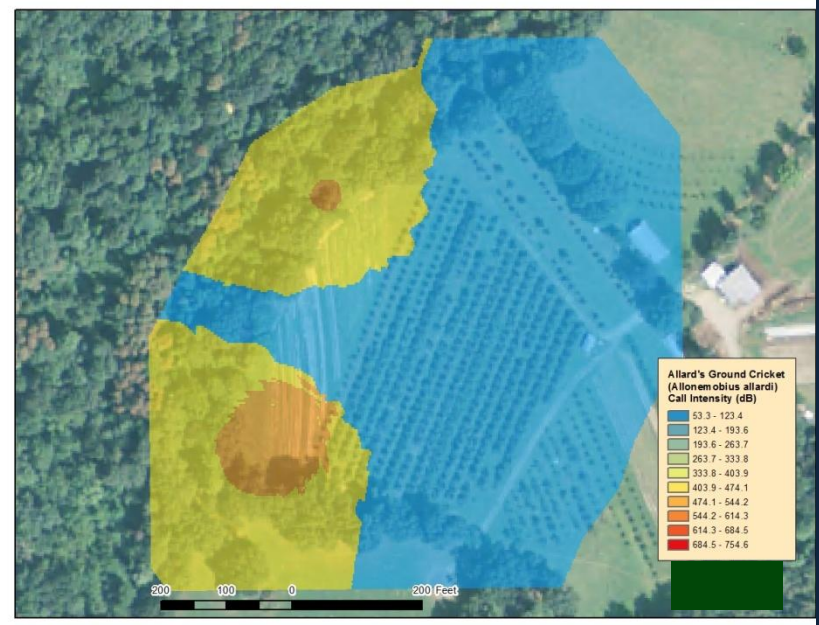 Allard's Ground Cricket
(Allonemobius allardi)
Call Intensity (dB)
53.3 - 123.4
123.4 - 193.6
193.6 - 263.7
263.7 - 333.8
333.8 - 403.9
403.9 - 474.1
474.1 - 544.2
544.2 - 614.3
614.3 - 684.5
684.5 - 754.6
200 100 0 200 Feet